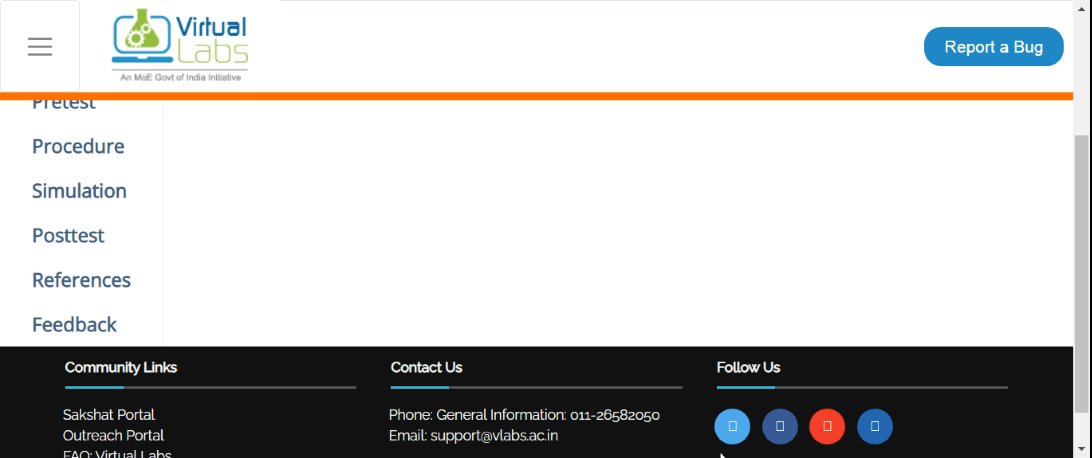 Virtual
Labs
An MoE Govt of India Initiative
Report a Bug
Pretest
Procedure
Simulation
Posttest
References
Feedback
Community Links
Sakshat Portal
Outreach Portal
FAQ: Virtual Labs
Contact Us
Phone: General Information: 011-26582050
Email: support@vlabs.ac.in
Follow Us